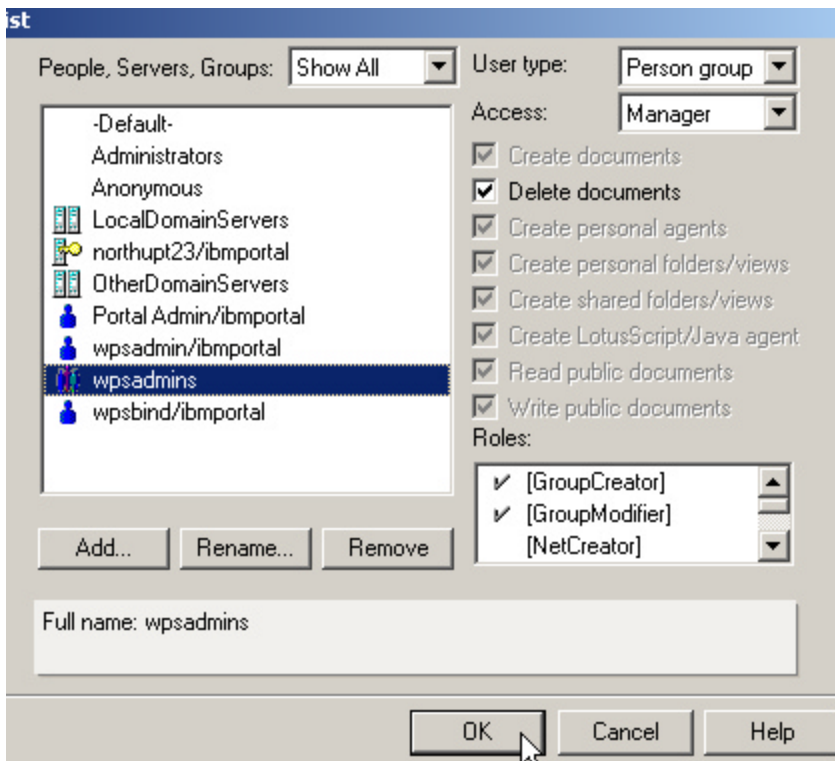 ist
People, Servers, Groups: Show All
User type: Person group
Access: Manager
-Default-
Administrators
Anonymous
LocalDomainServers
northupt23/ibmportal
OtherDomainServers
Portal Admin/ibmportal
wpsadmin/ibmportal
wpsadmins
wpsbind/ibmportal
Create documents
Delete documents
Create personal agents
Create personal folders/views
Create shared folders/views
Create LotusScript/Java agent
Read public documents
Write public documents
Roles:
[GroupCreator]
[GroupModifier]
[NetCreator]
Add... Rename... Remove
Full name: wpsadmins
OK Cancel Help